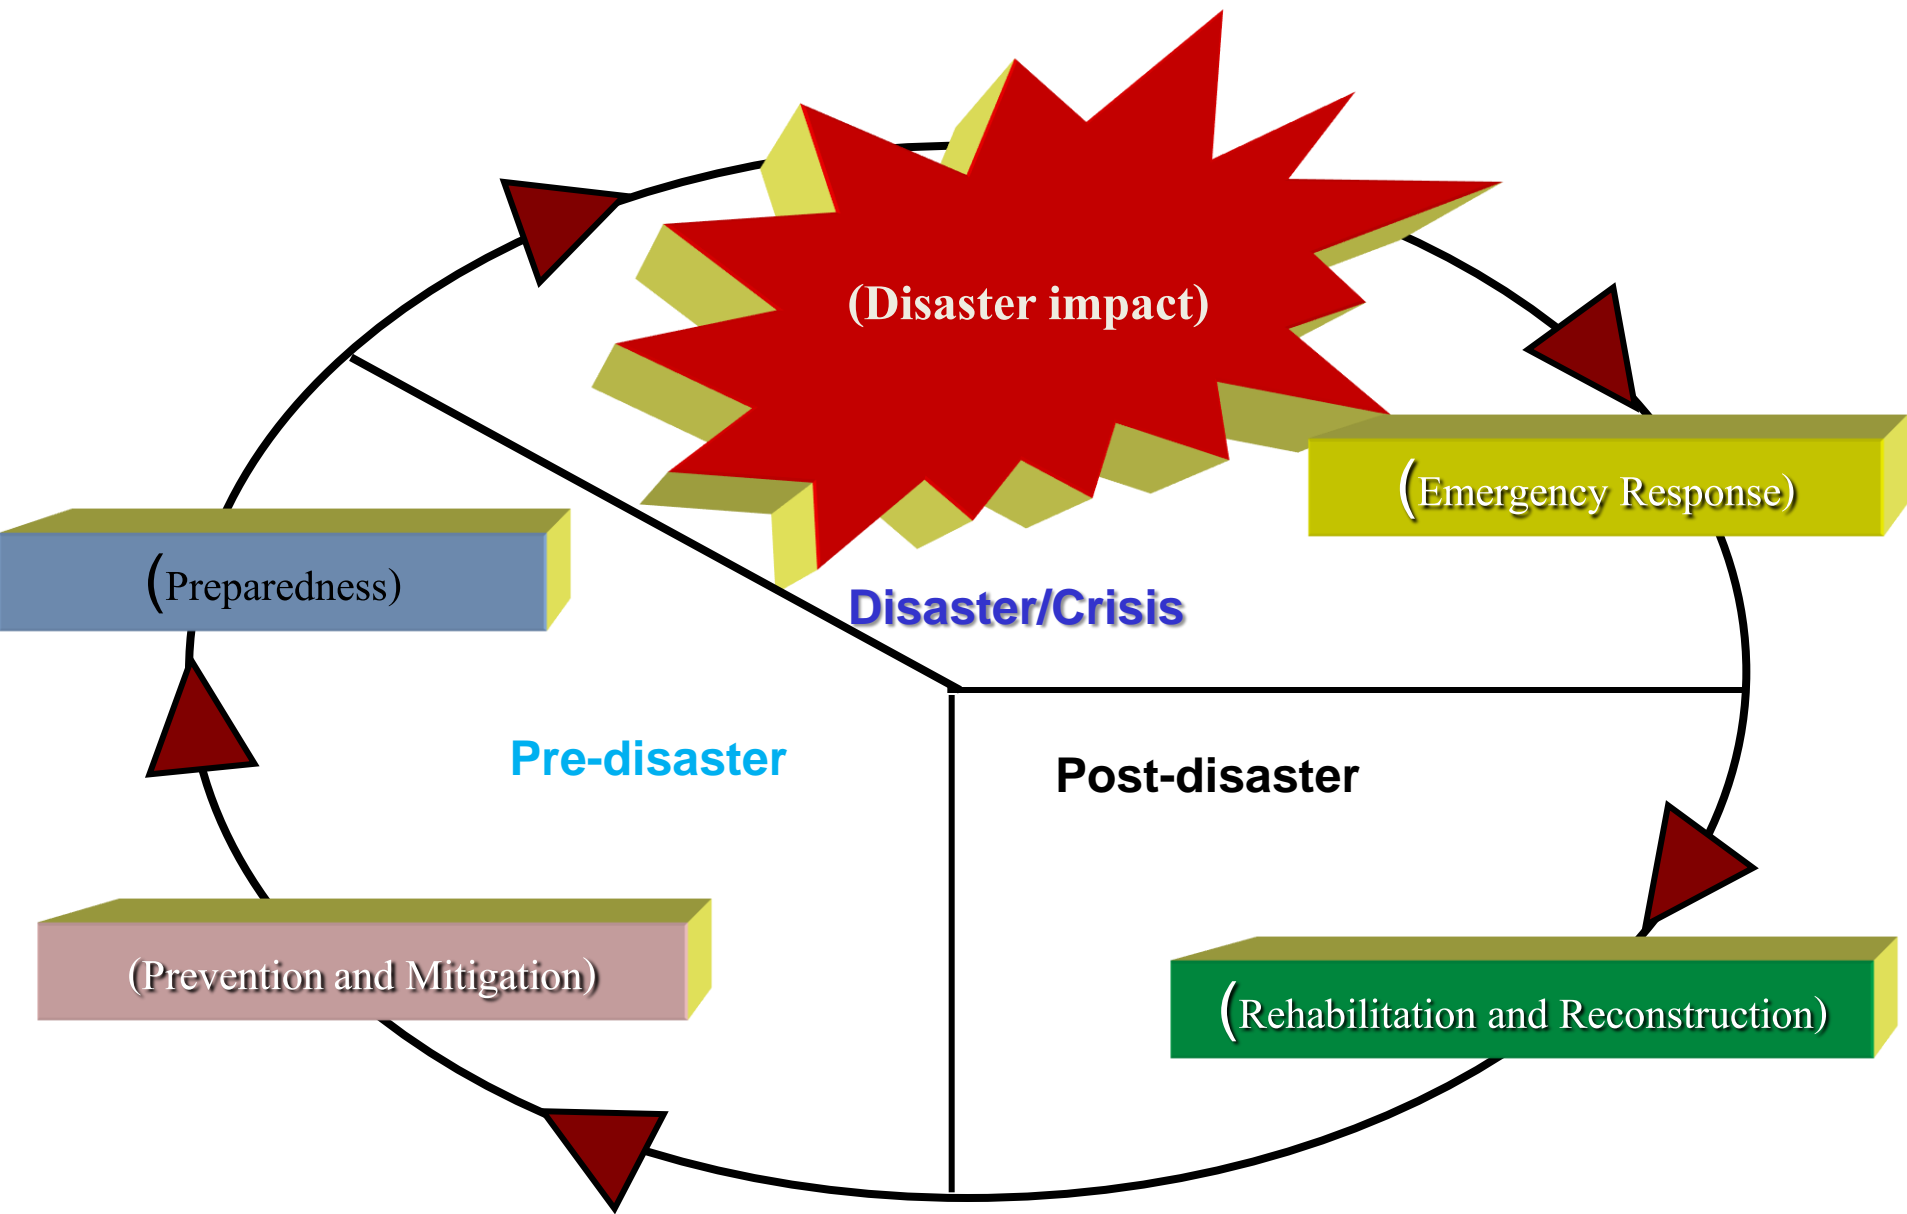 (Disaster impact)
(Emergency Response)
(Preparedness)
Disaster/Crisis
Pre-disaster
Post-disaster
(Prevention and Mitigation)
(Rehabilitation and Reconstruction)